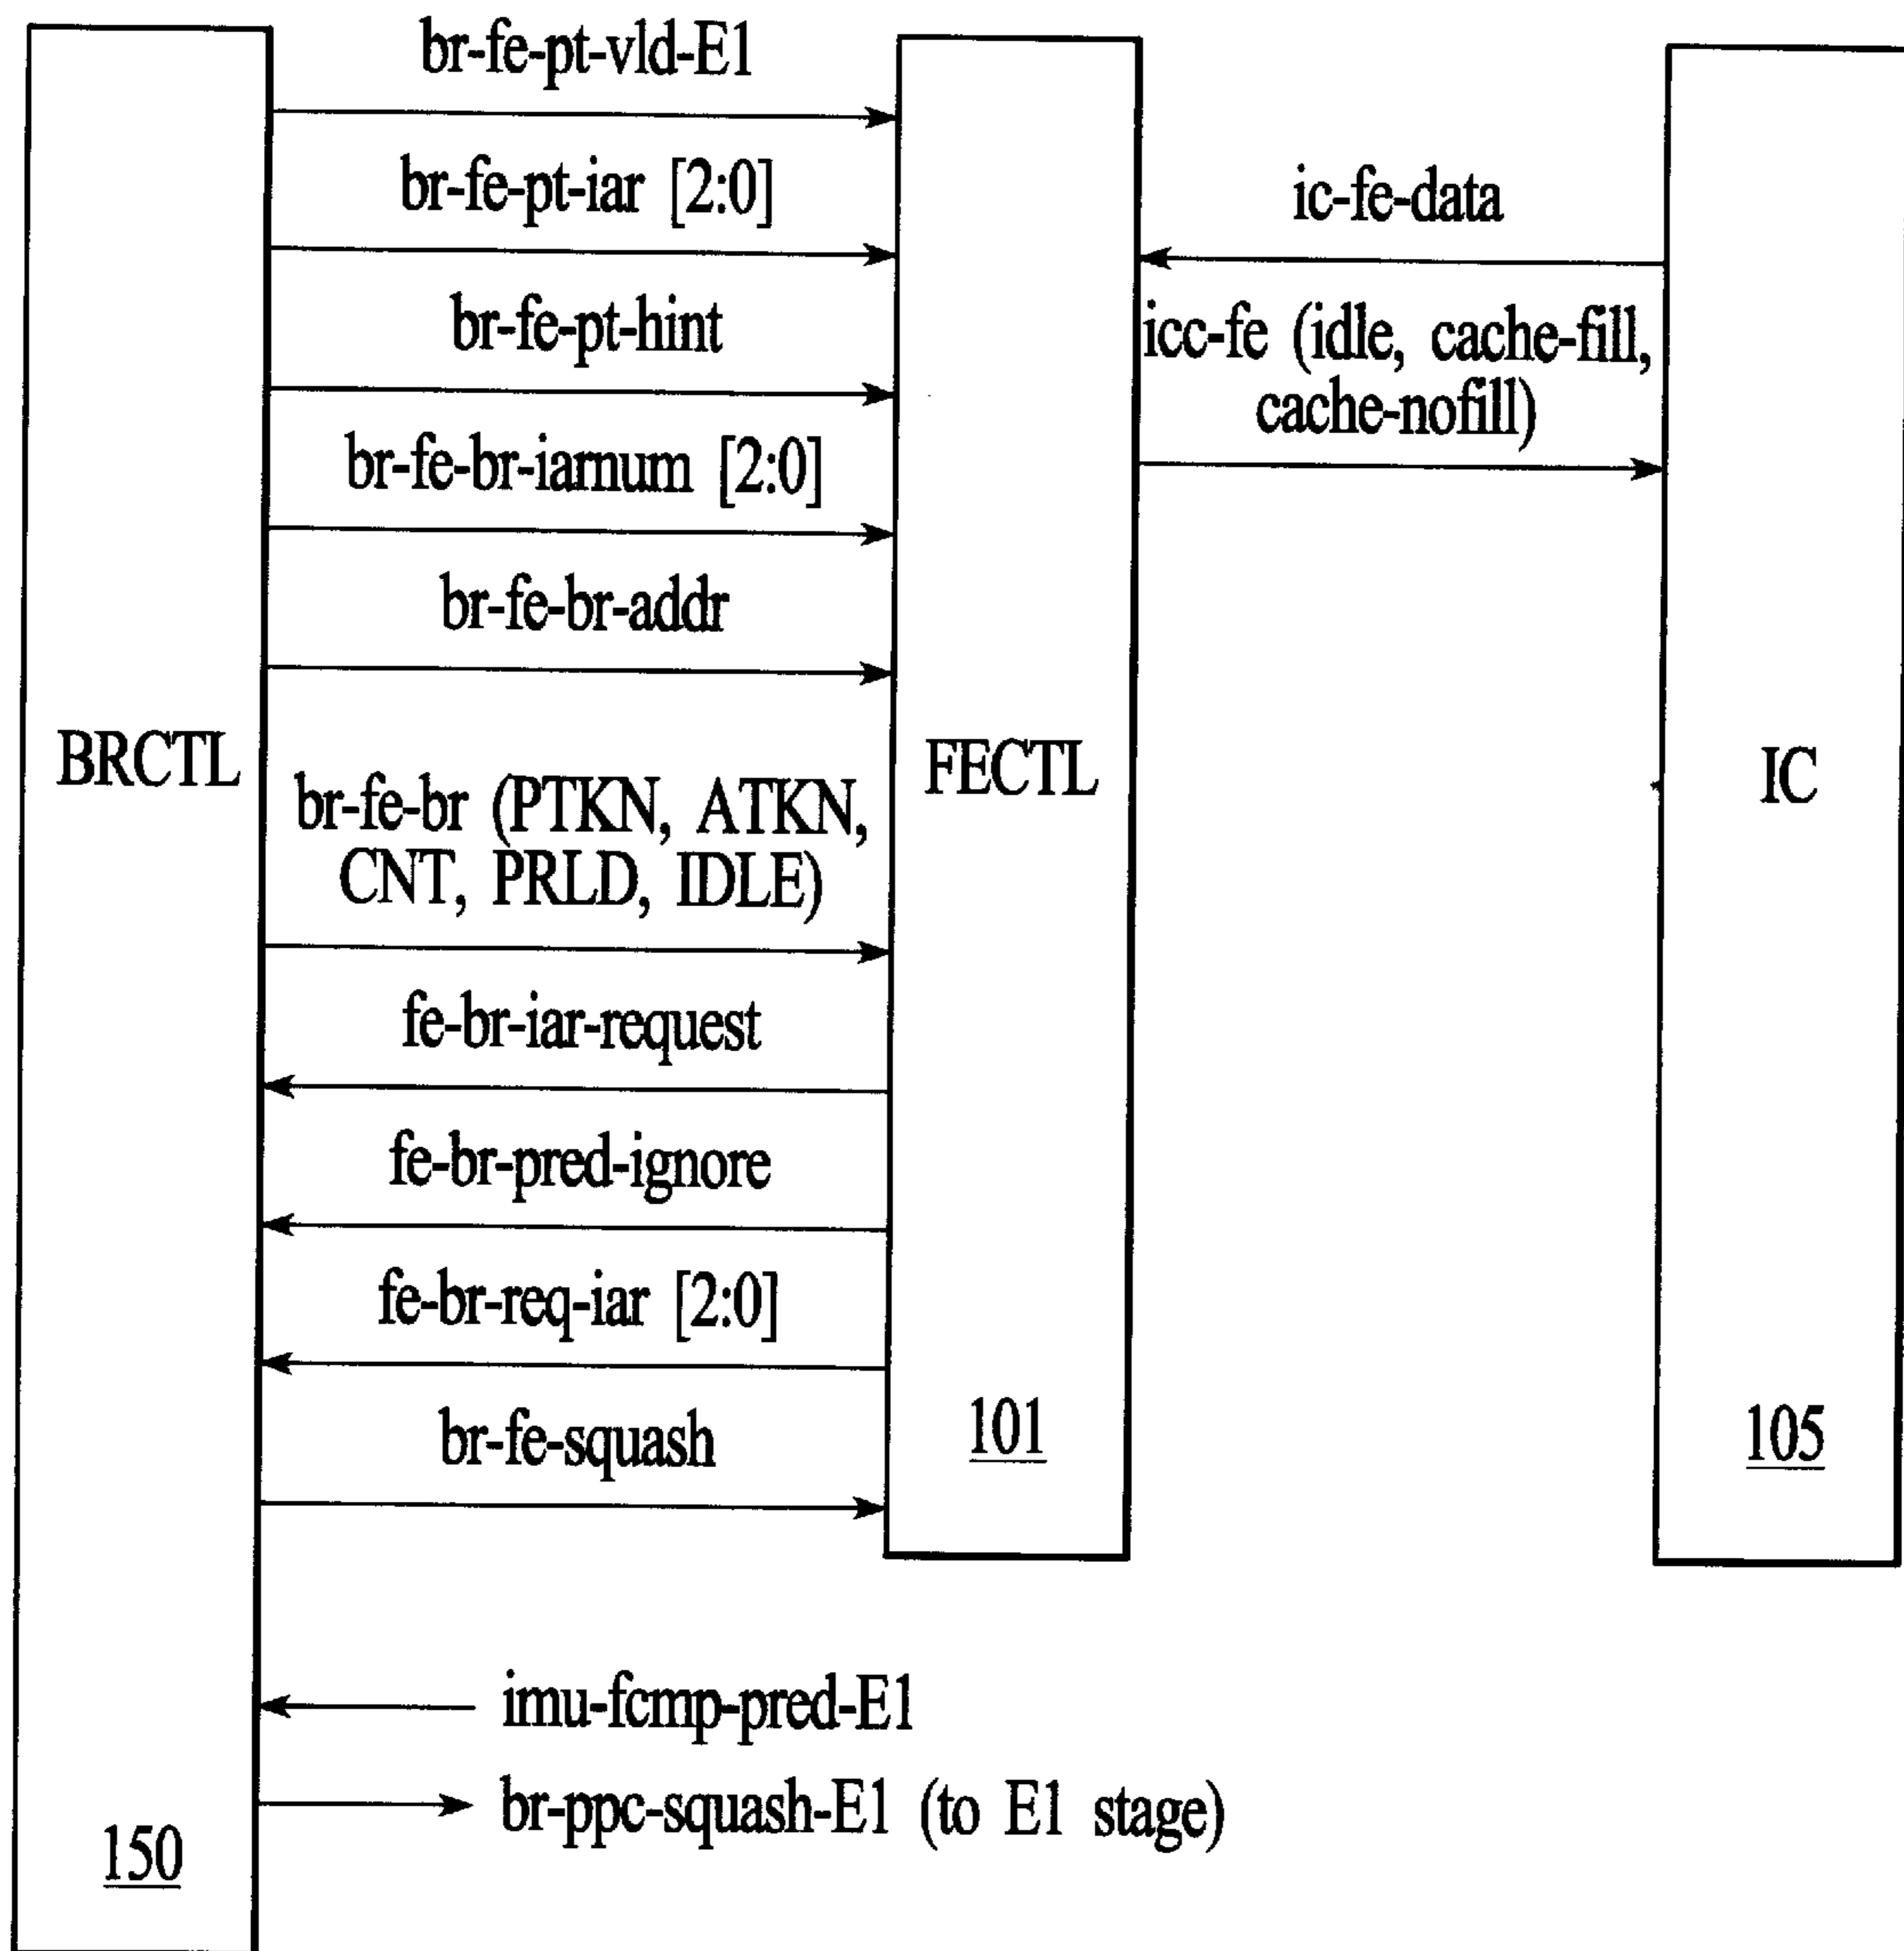 br-fe-pt-vld-E1
br-fe-pt-iar [2:0]
br-fe-pt-hint
br-fe-br-iarnum [2:0]
br-fe-br-addr
BRCTL
br-fe-br (PTKN, ATKN,
CNT, PRLD, IDLE)
fe-br-iar-request
fe-br-pred-ignore
fe-br-req-iar [2:0]
br-fe-squash
imu-fcmp-pred-E1
br-ppc-squash-E1 (to E1 stage)
150
FECTL
101
ic-fe-data
icc-fe (idle, cache-fill,
cache-nofill)
IC
105